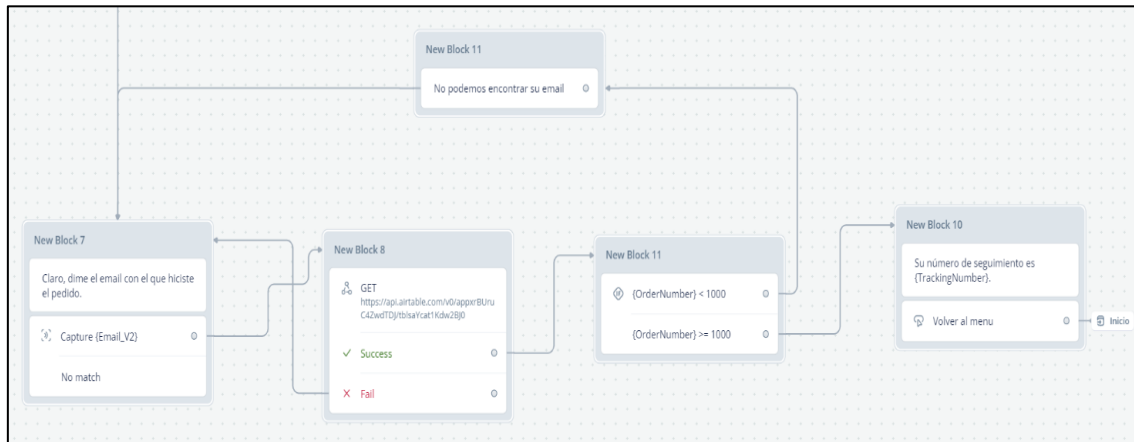 New Block 11
No podemos encontrar su email
New Block 7
Claro, dime el email con el que hiciste
el pedido.
Capture {Email_V2}
No match
New Block 8
GET
https://api.airtable.com/v0/appxrBUru
C4ZwdTDJ/tblsaYcat1Kdw2BJ0
Success
Fail
New Block 11
{OrderNumber} < 1000
{OrderNumber} >= 1000
New Block 10
Su número de seguimiento es
{TrackingNumber}.
Volver al menu
Inicio